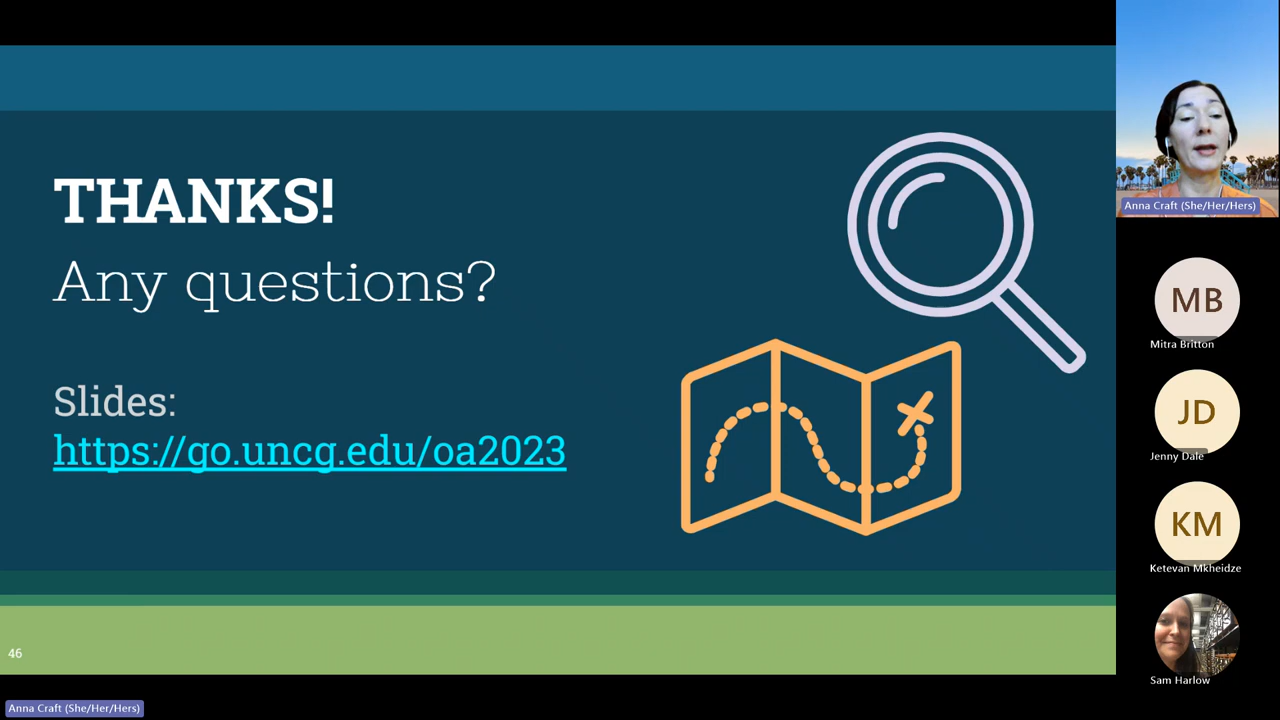 THANKS!
Any questions?
Slides:
https://go.uncg.edu/oa2023
46
Anna Craft (She/Her/Hers)
Anna Craft (She/Her/Hers)
MB
Mitra Britton
JD
Jenny Dale
KM
Ketevan Mkheidze
Sam Harlow